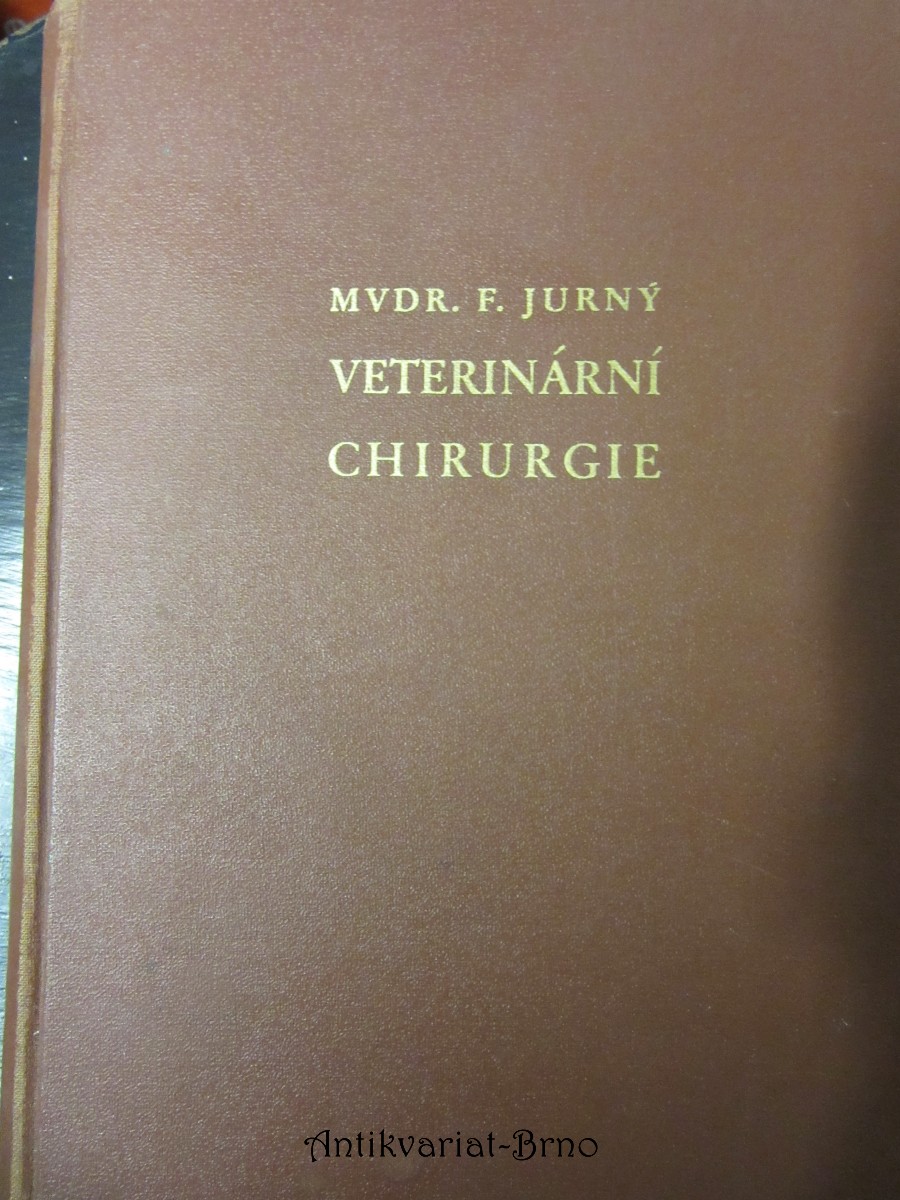 MVDR. F. JURNÝ
VETERINÁRNÍ
CHIRURGIE
Antikvariat-Brno